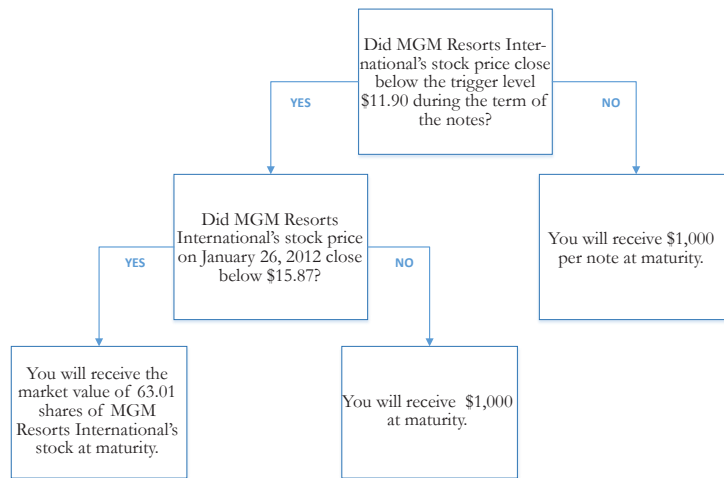 Did MGM Resorts Inter-
national's stock price close
below the trigger level
$11.90 during the term of
the notes?
YES
NO
Did MGM Resorts
International's stock price
on January 26, 2012 close
below $15.87?
You will receive $1,000
per note at maturity.
YES
NO
You will receive the
market value of 63.01
shares of MGM
Resorts International's
stock at maturity.
You will receive $1,000
at maturity.